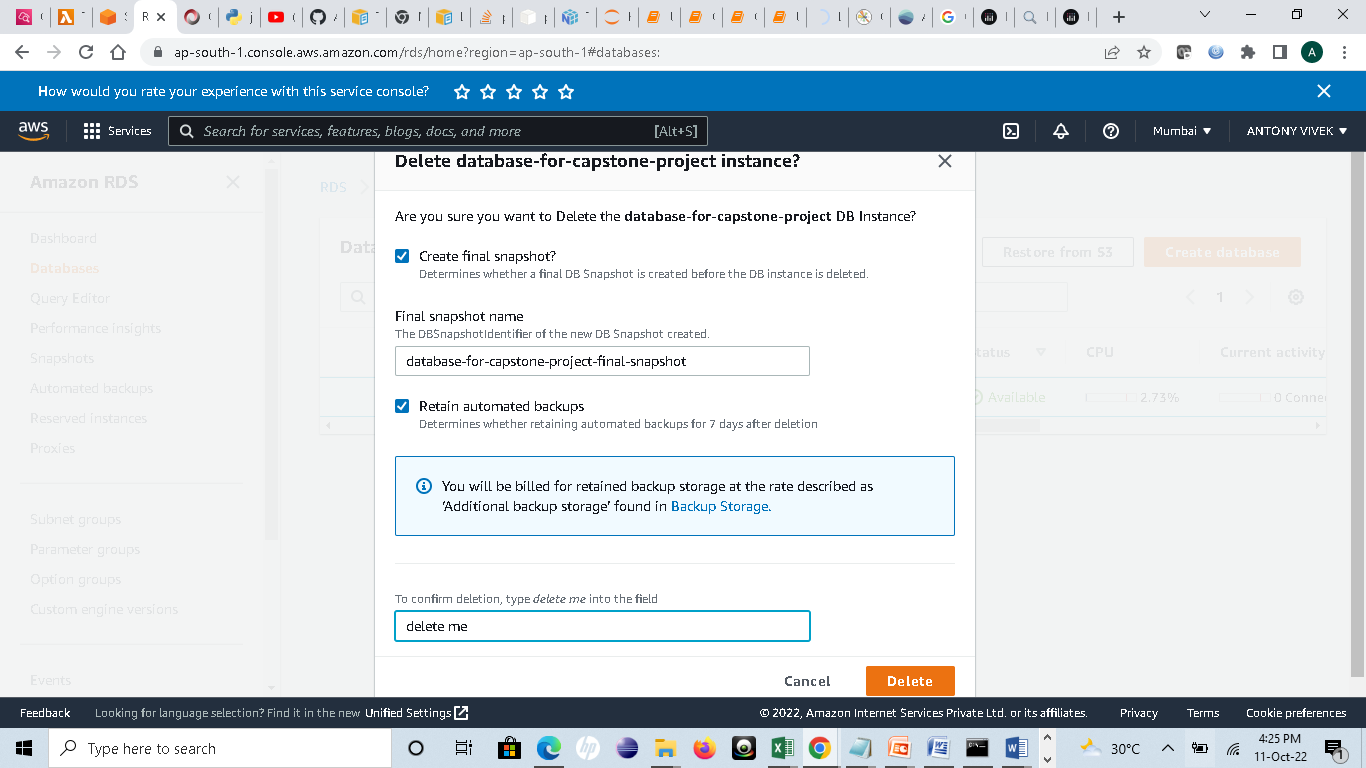 ap-south-1.console.aws.amazon.com/rds/home?region=ap-south-1#databases:
A
How would you rate your experience with this service console?
aws
Services
Search for services, features, blogs, docs, and more
[Alt+S]
Mumbai ▼
ANTONY VIVEK ▼
Delete database-for-capstone-project instance?
Amazon RDS
RDS
Are you sure you want to Delete the database-for-capstone-project DB Instance?
Dashboard
Databases
Query Editor
Performance insights
Snapshots
Automated backups
Reserved instances
Proxies
Subnet groups
Parameter groups
Option groups
Custom engine versions
Events
Create final snapshot?
Determines whether a final DB Snapshot is created before the DB instance is deleted.
Final snapshot name
The DBSnapshotIdentifier of the new DB Snapshot created.
database-for-capstone-project-final-snapshot
Retain automated backups
Determines whether retaining automated backups for 7 days after deletion
You will be billed for retained backup storage at the rate described as
'Additional backup storage' found in Backup Storage.
To confirm deletion, type delete me into the field
delete me
Cancel
Delete
Restore from S3
Create database
1
CPU
Current activity
Available
2.73%
0 Conne
Feedback
Looking for language selection? Find it in the new Unified Settings
© 2022, Amazon Internet Services Private Ltd. or its affiliates.
Privacy
Terms
Cookie preferences
Type here to search
30°C
4:25 PM
11-Oct-22
1